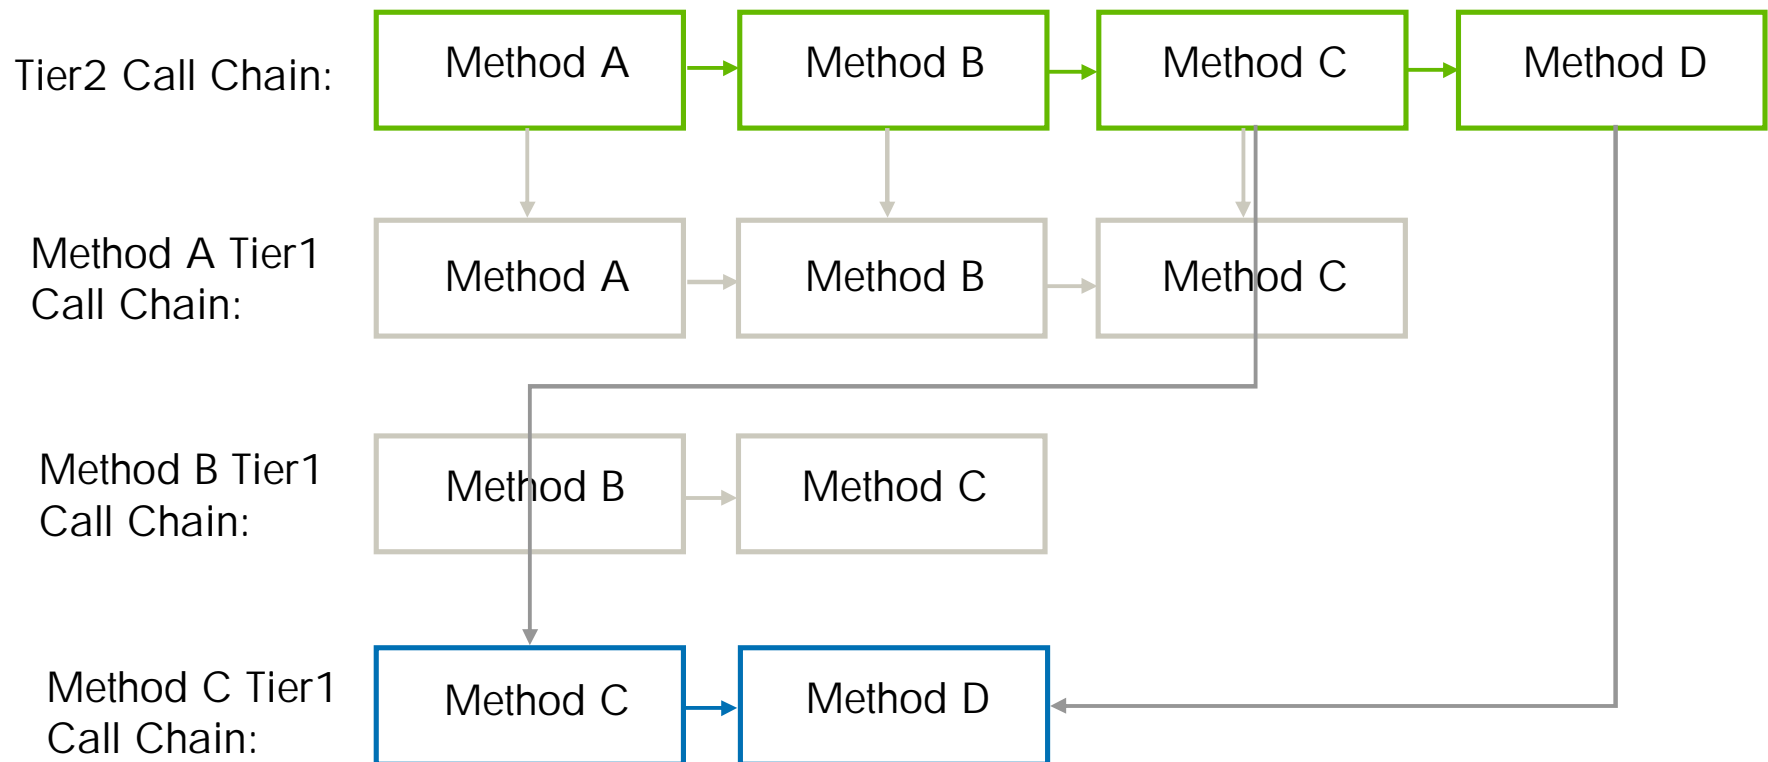 Tier2 Call Chain:
Method A
Method B
Method C
Method D
Method A Tier1
Call Chain:
Method A
Method B
Method C
Method B Tier1
Call Chain:
Method B
Method C
Method C Tier1
Call Chain:
Method C
Method D